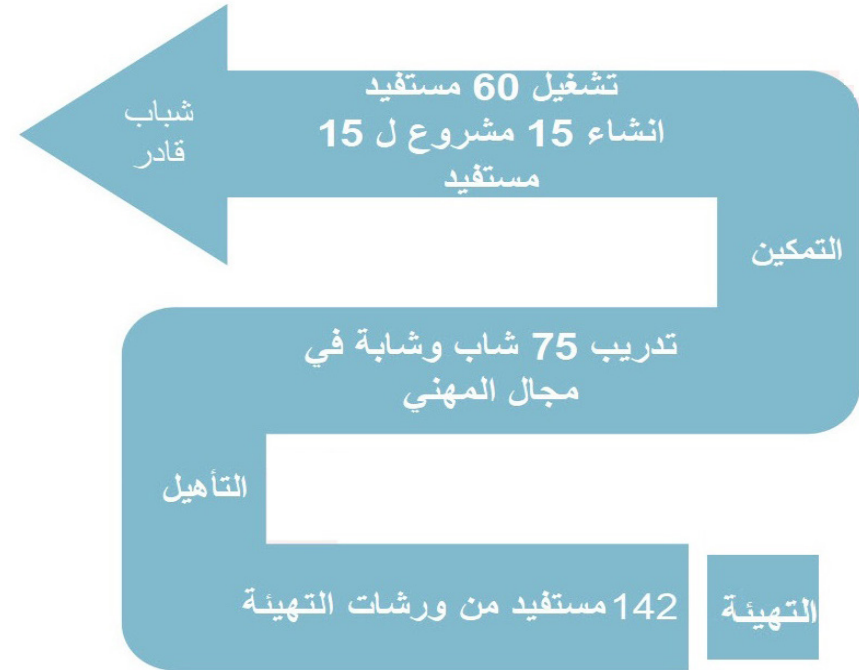 تشغيل 60 مستفيد
انشاء 15 مشروع ل 15
مستفيد
شباب
قادر
التمكين
تدريب 75 شاب وشابة في
مجال المهني
التأهيل
التهيئة
142 مستفيد من ورشات التهيئة